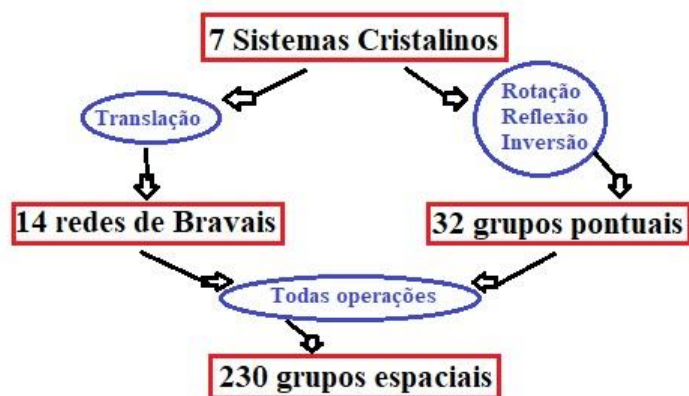 7 Sistemas Cristalinos
Translação
Rotação
Reflexão
Inversão
14 redes de Bravais
32 grupos pontuais
Todas operações
230 grupos espaciais